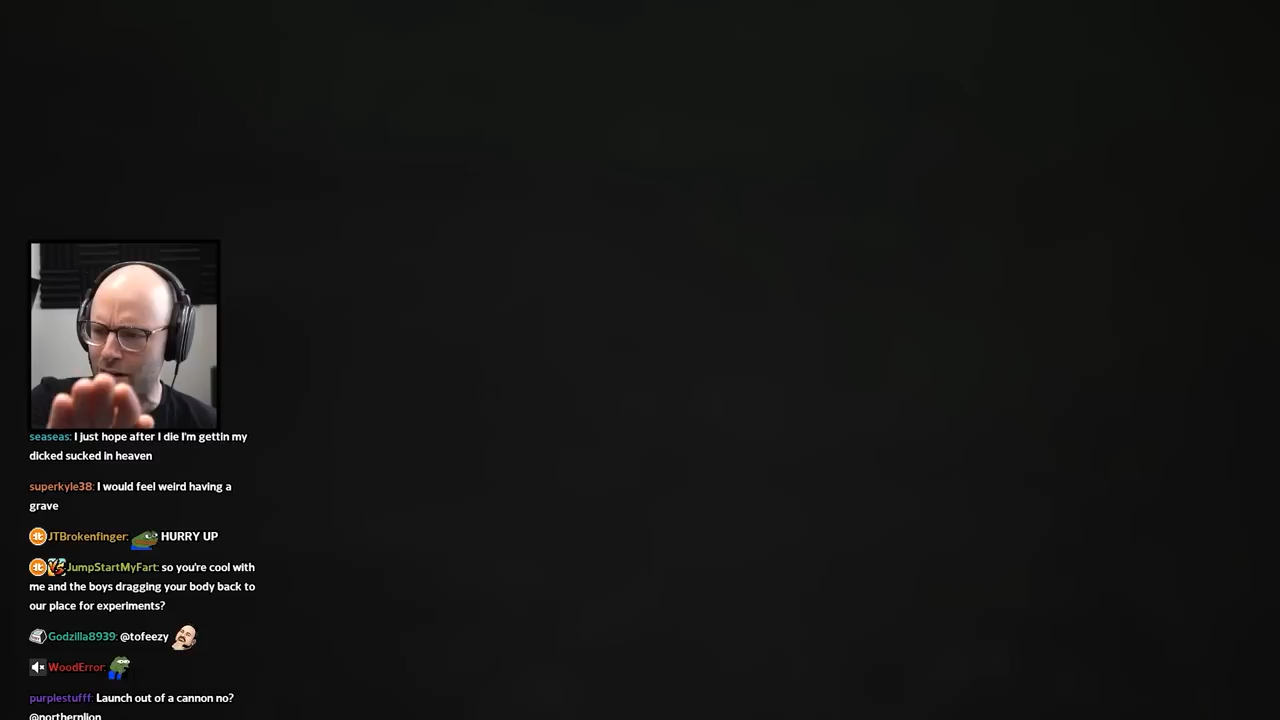 seaseas: I just hope after I die I'm gettin my
dicked sucked in heaven
superkyle38: I would feel weird having a
grave
JTBrokenfinger: HURRY UP
JumpStartMyFart: so you're cool with
me and the boys dragging your body back to
our place for experiments?
Godzilla8939: @tofeezy
WoodError:
purplestufff: Launch out of a cannon no?
@northernlion